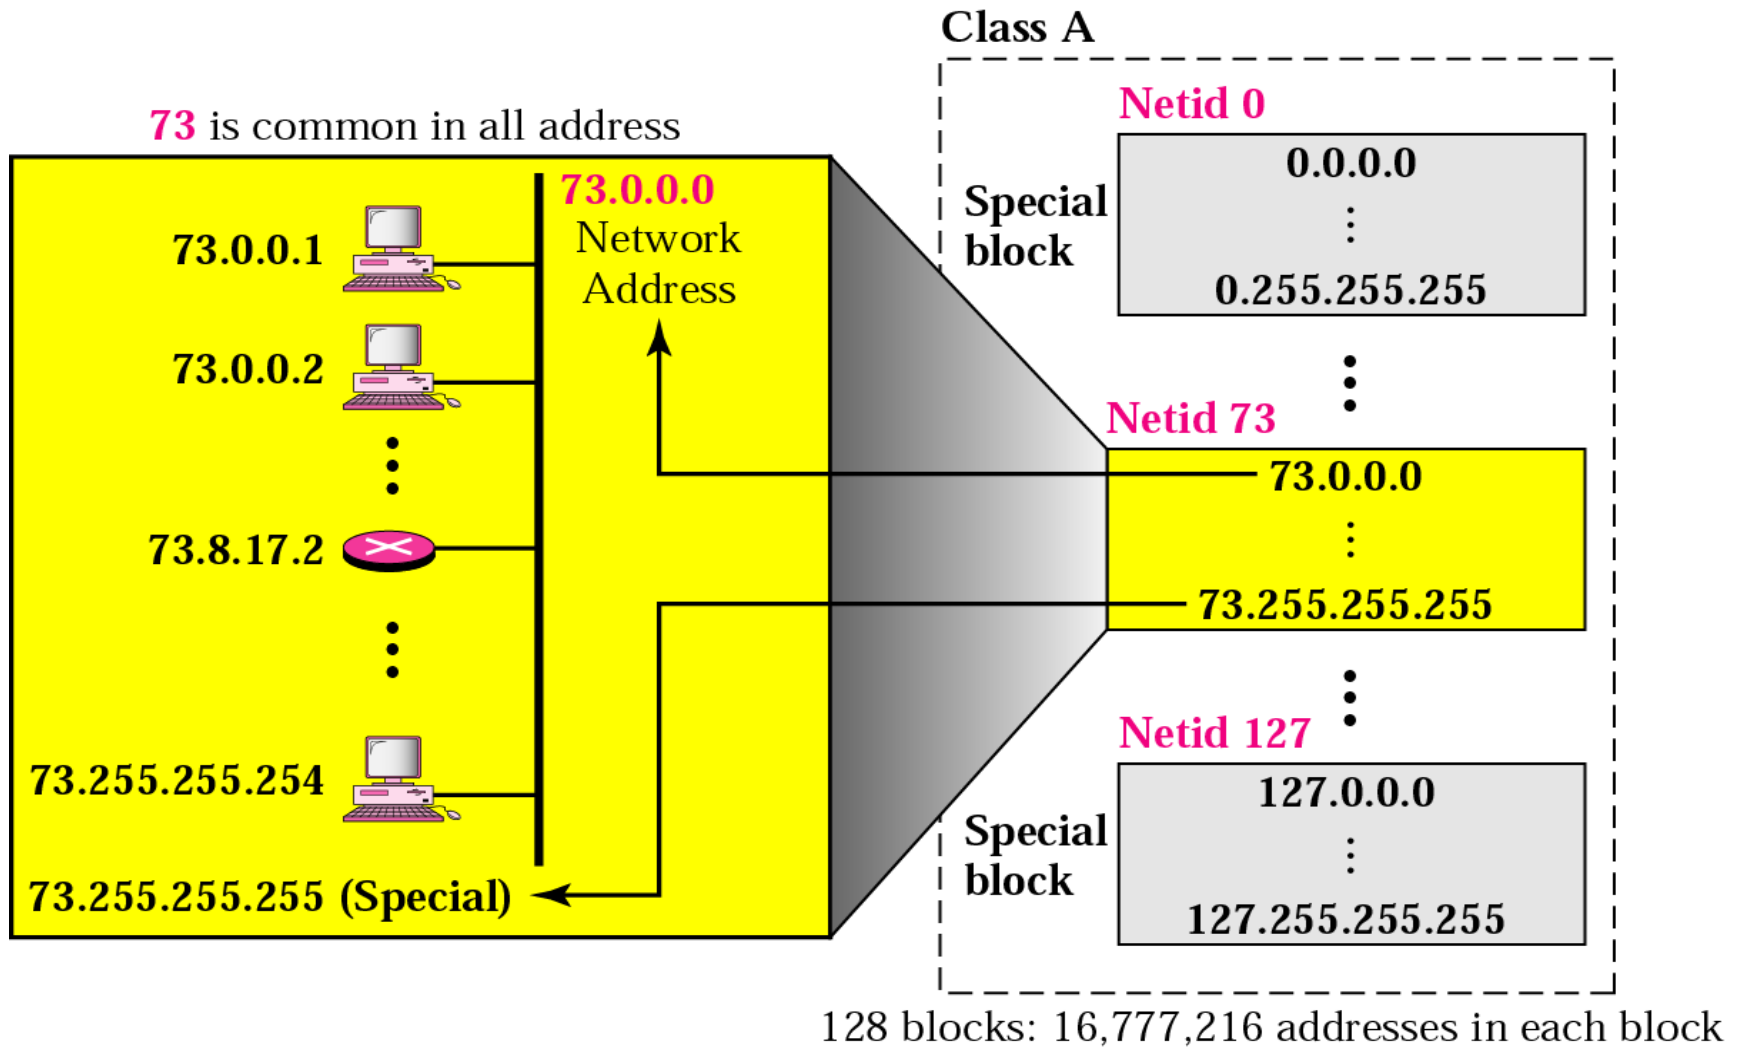 Class A
73 is common in all address
73.0.0.0
Network
Address
73.0.0.1
73.0.0.2
73.8.17.2
73.255.255.254
73.255.255.255 (Special)
Netid 0
Special
block
0.0.0.0
0.255.255.255
Netid 73
73.0.0.0
73.255.255.255
Netid 127
Special
block
127.0.0.0
127.255.255.255
128 blocks: 16,777,216 addresses in each block